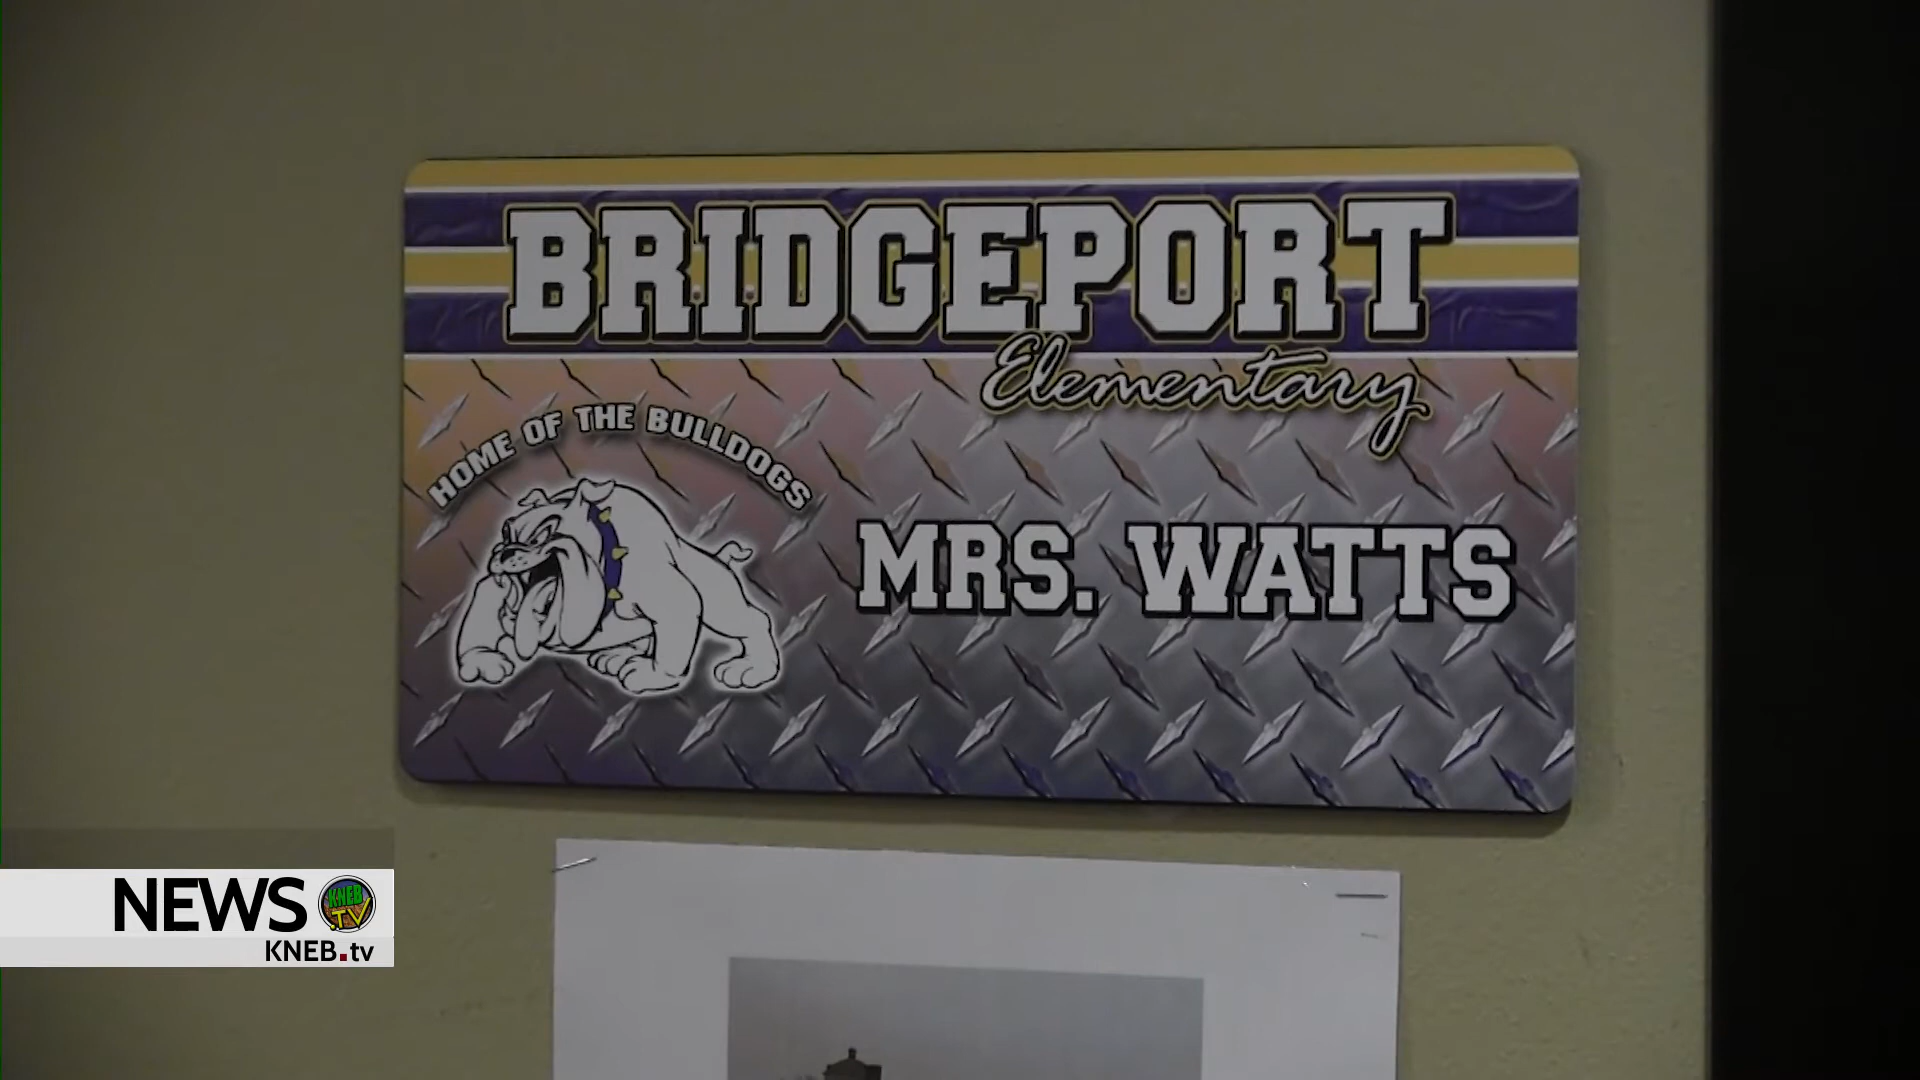 BRIDGEPORT
Elementary
HOME OF THE BULLDOGS
MRS. WATTS
NEWS
KNEB
.TV
KNEB.tv